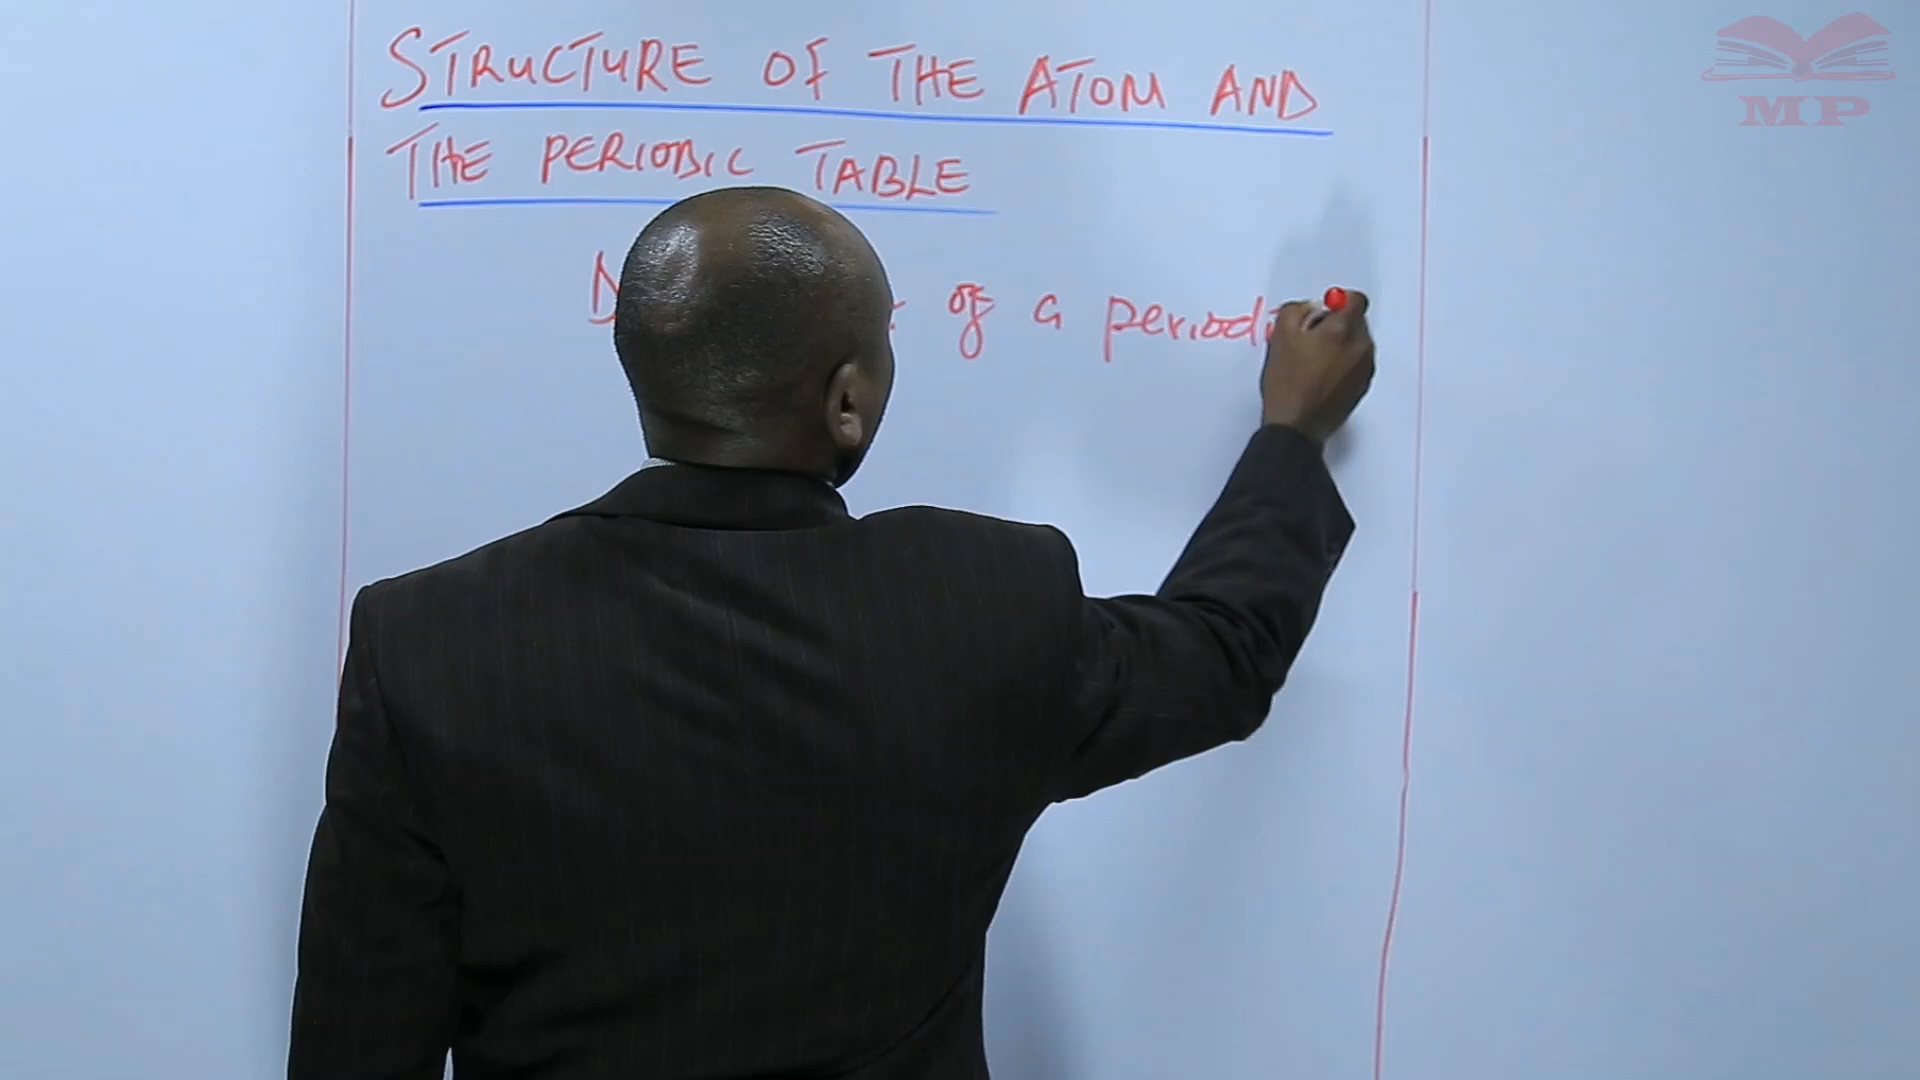 STRUCTURE OF THE ATOM AND
THE PERIODIC TABLE
of a periodi
MP